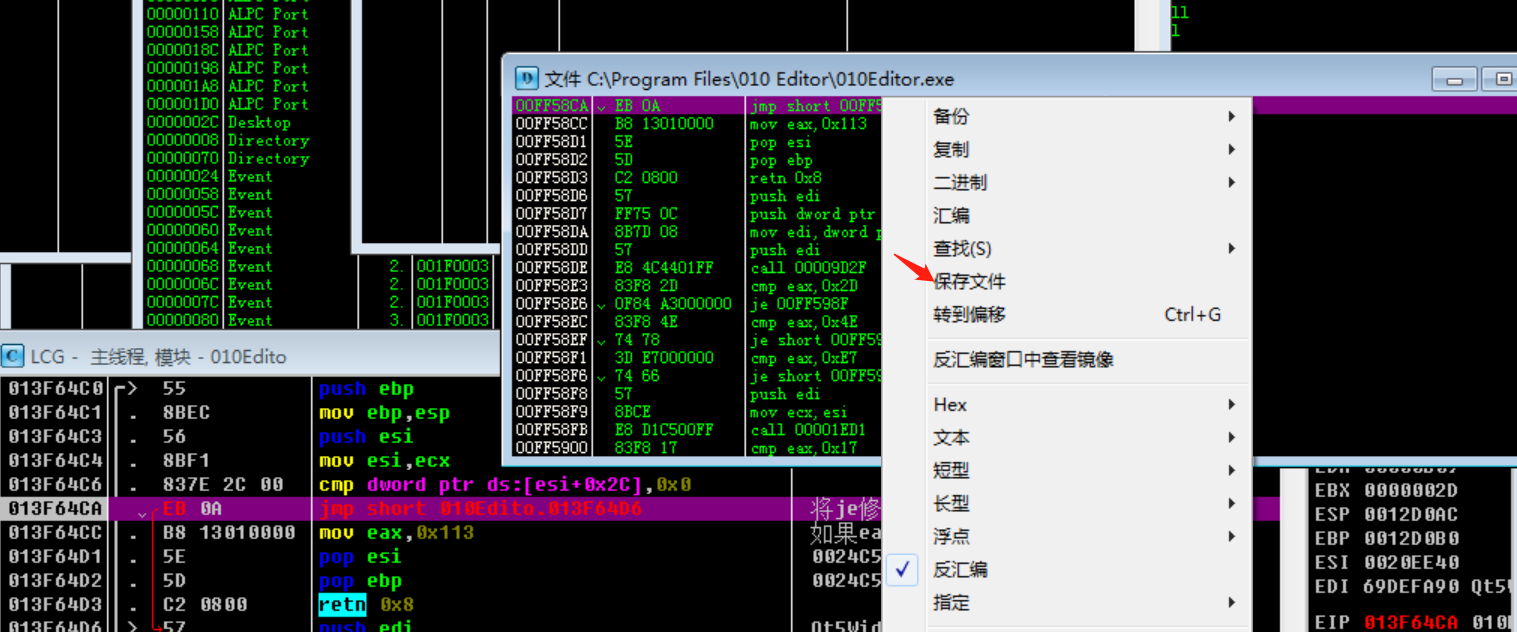 00000110 ALPC Port
00000158 ALPC Port
0000018C ALPC Port
00000198 ALPC Port
000001A8 ALPC Port
000001D0 ALPC Port
0000002C Desktop
00000008 Directory
00000070 Directory
00000024 Event
00000058 Event
0000005C Event
00000060 Event
00000064 Event
00000068 Event 2. 001F0003
0000006C Event 2. 001F0003
0000007C Event 2. 001F0003
00000080 Event 3. 001F0003
11
1
文件 C:\Program Files\010 Editor\010Editor.exe
00FF58CA EB 0A jmp short 00FF5
00FF58CC B8 13010000 mov eax,0x113
00FF58D1 5E pop esi
00FF58D2 5D pop ebp
00FF58D3 C2 0800 retn 0x8
00FF58D6 57 push edi
00FF58D7 FF75 0C push dword ptr
00FF58DA 8B7D 08 mov edi,dword p
00FF58DD 57 push edi
00FF58DE E8 4C4401FF call 00009D2F
00FF58E3 83F8 2D cmp eax,0x2D
00FF58E6 0F84 A3000000 je 00FF598F
00FF58EC 83F8 4E cmp eax,0x4E
00FF58EF 74 78 je short 00FF59
00FF58F1 3D E7000000 cmp eax,0xE7
00FF58F6 74 66 je short 00FF59
00FF58F8 57 push edi
00FF58F9 8BCE mov ecx,esi
00FF58FB E8 D1C500FF call 00001ED1
00FF5900 83F8 17 cmp eax,0x17
备份
复制
二进制
汇编
查找(S)
保存文件
转到偏移 Ctrl+G
反汇编窗口中查看镜像
Hex
文本
短型
长型
浮点
反汇编
指定
LCG - 主线程, 模块 - 010Edito
013F64C0 . 55 push ebp
013F64C1 . 8BEC mov ebp,esp
013F64C3 . 56 push esi
013F64C4 . 8BF1 mov esi,ecx
013F64C6 . 837E 2C 00 cmp dword ptr ds:[esi+0x2C],0x0
013F64CA EB 0A jmp short 010Edito.013F64D6 将je修
013F64CC . B8 13010000 mov eax,0x113 如果ea
013F64D1 . 5E pop esi 0024C5
013F64D2 . 5D pop ebp 0024C5
013F64D3 . C2 0800 retn 0x8
013F64D6 > 57 push edi Qt5Wid
EBX 0000002D
ESP 0012D0AC
EBP 0012D0B0
ESI 0020EE40
EDI 69DEFA90 Qt5W
EIP 013F64CA 010E